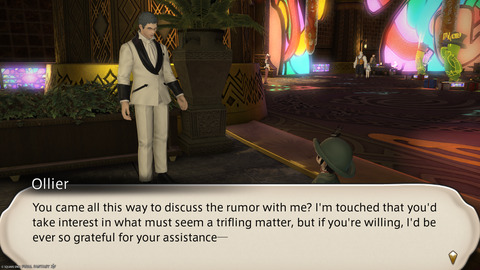 Ollier
You came all this way to discuss the rumor with me? I'm touched that you'd
take interest in what must seem a trifling matter, but if you're willing, I'd be
ever so grateful for your assistance—